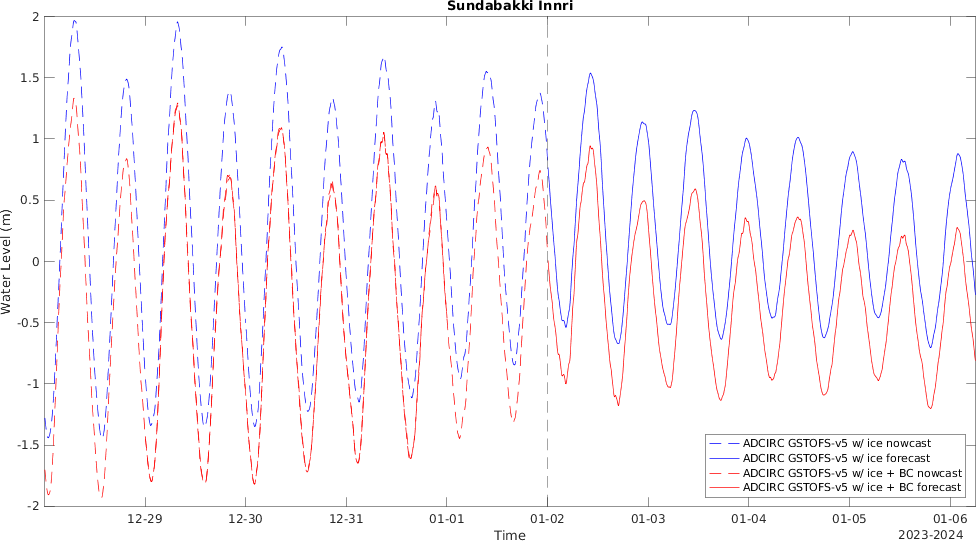 Sundabakki Innri
Water Level (m)
2
1.5
1
0.5
0
-0.5
-1
-1.5
-2
12-29
12-30
12-31
01-01
01-02
01-03
01-04
01-05
01-06
Time
2023-2024
ADCIRC GSTOFS-v5 w/ ice nowcast
ADCIRC GSTOFS-v5 w/ ice forecast
ADCIRC GSTOFS-v5 w/ ice + BC nowcast
ADCIRC GSTOFS-v5 w/ ice + BC forecast